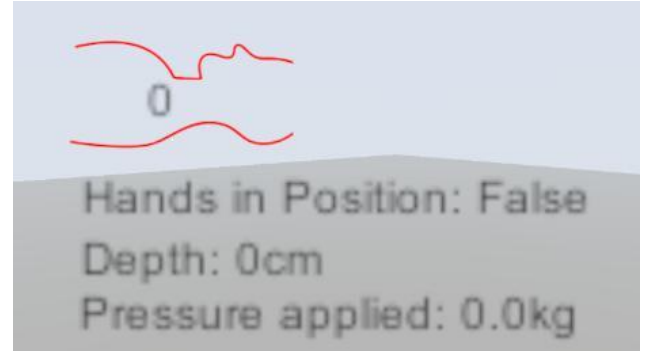 0
Hands in Position: False
Depth: 0cm
Pressure applied: 0.0kg